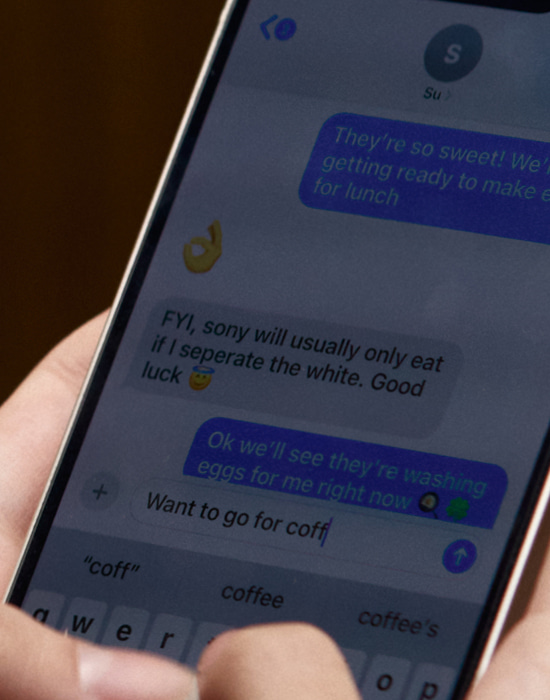 S
Su
They're so sweet! We'
getting ready to make e
for lunch
FYI, sony will usually only eat
if I seperate the white. Good
luck 😇
Ok we'll see they're washing
eggs for me right now
Want to go for coff
"coff" coffee coffee's
q w e r o p